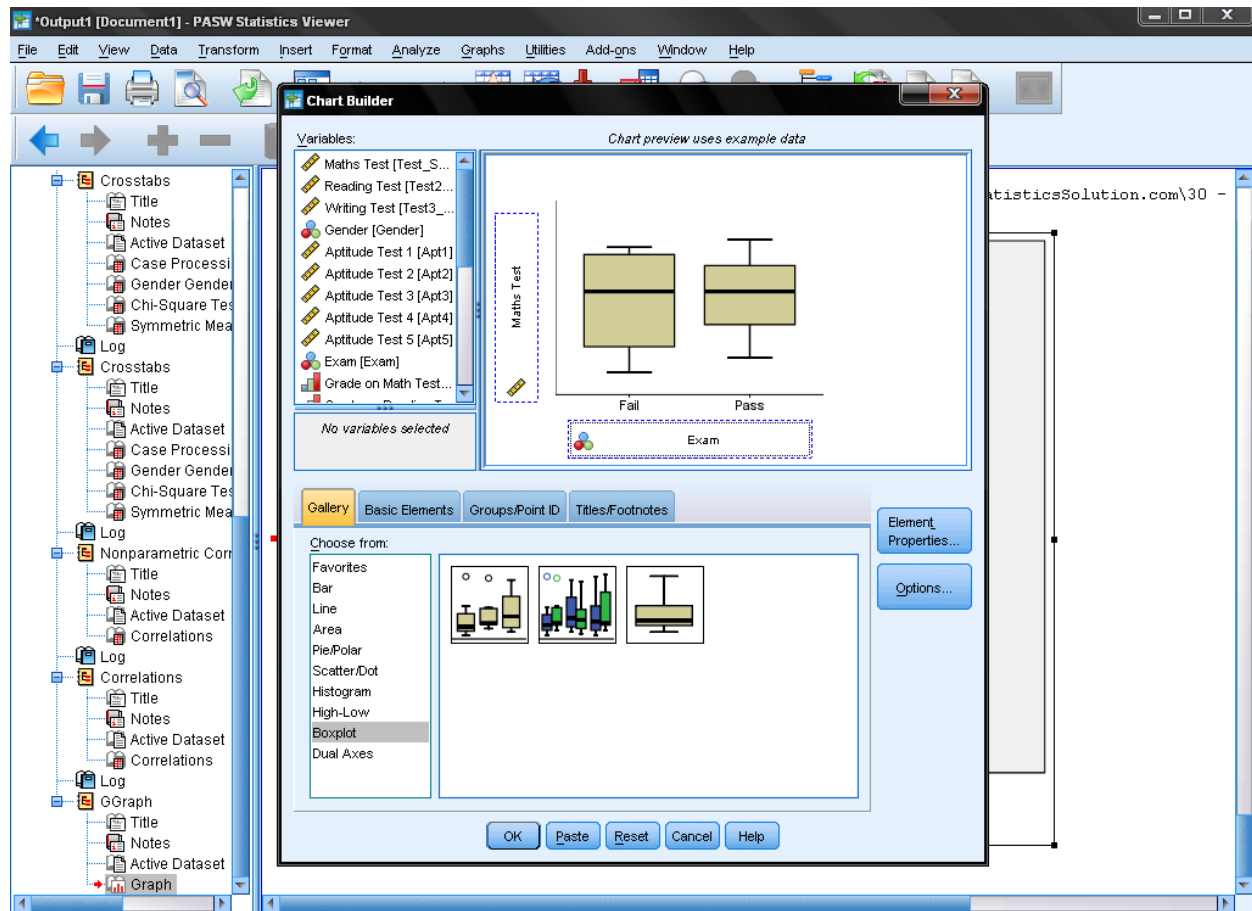 *Output1 [Document1] - PASW Statistics Viewer
File Edit View Data Transform Insert Format Analyze Graphs Utilities Add-ons Window Help
Crosstabs
Title
Notes
Active Dataset
Case Processi
Gender Gender
Chi-Square Tes
Symmetric Mea
Log
Crosstabs
Title
Notes
Active Dataset
Case Processi
Gender Gender
Chi-Square Tes
Symmetric Mea
Log
Nonparametric Corr
Title
Notes
Active Dataset
Correlations
Log
Correlations
Title
Notes
Active Dataset
Correlations
Log
GGraph
Title
Notes
Active Dataset
Graph
Chart Builder
Variables:
Chart preview uses example data
Maths Test [Test_S...
Reading Test [Test2...
Writing Test [Test3_...
Gender [Gender]
Aptitude Test 1 [Apt1]
Aptitude Test 2 [Apt2]
Aptitude Test 3 [Apt3]
Aptitude Test 4 [Apt4]
Aptitude Test 5 [Apt5]
Exam [Exam]
Grade on Math Test...
No variables selected
Maths Test
Fail Pass
Exam
Gallery Basic Elements Groups/Point ID Titles/Footnotes
Choose from:
Favorites
Bar
Line
Area
Pie/Polar
Scatter/Dot
Histogram
High-Low
Boxplot
Dual Axes
Element Properties...
Options...
OK Paste Reset Cancel Help
tatisticsSolution.com\30 -